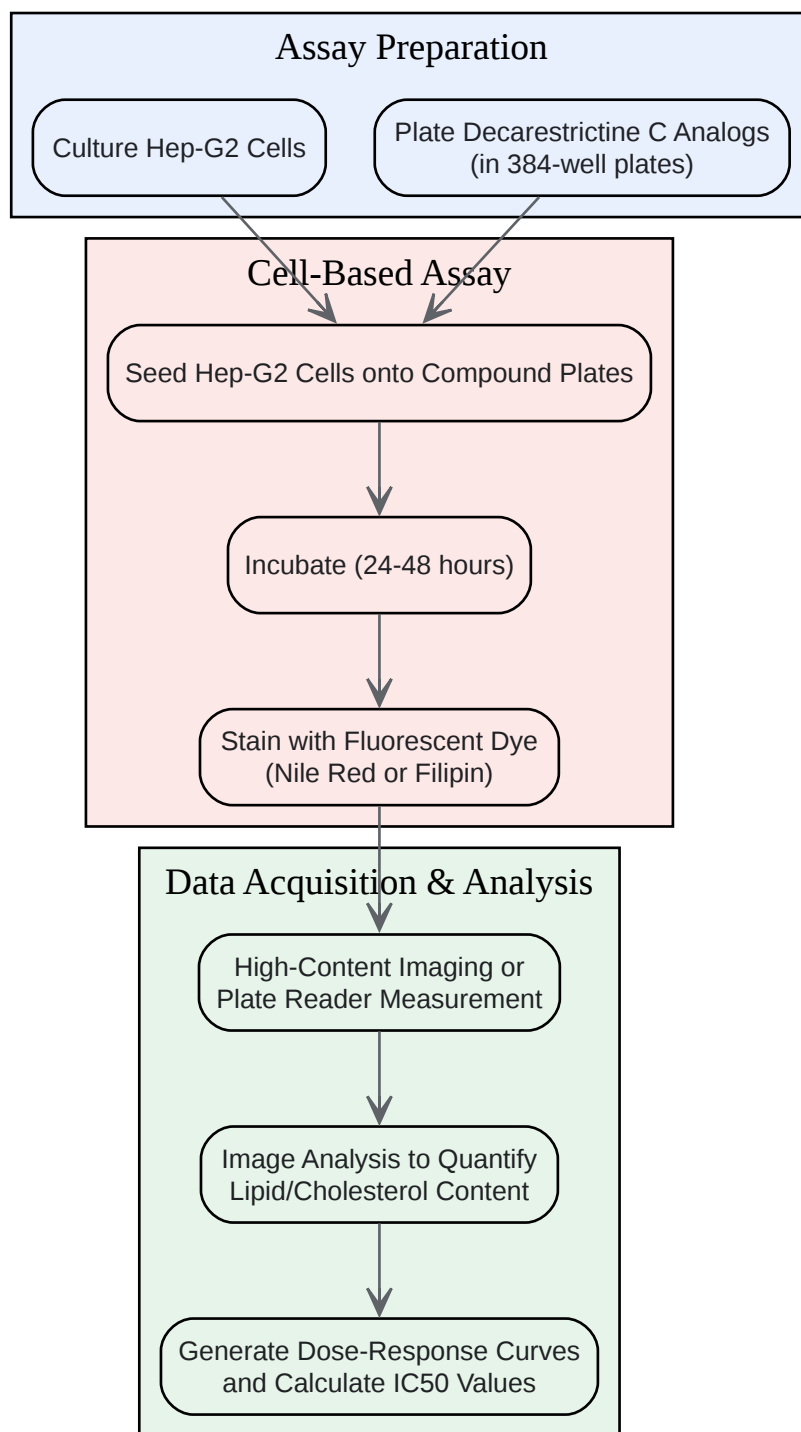 Assay Preparation
Culture Hep-G2 Cells
Plate Decarestrictine C Analogs
(in 384-well plates)
Cell-Based Assay
Seed Hep-G2 Cells onto Compound Plates
Incubate (24-48 hours)
Stain with Fluorescent Dye
(Nile Red or Filipin)
Data Acquisition & Analysis
High-Content Imaging or
Plate Reader Measurement
Image Analysis to Quantify
Lipid/Cholesterol Content
Generate Dose-Response Curves
and Calculate IC50 Values